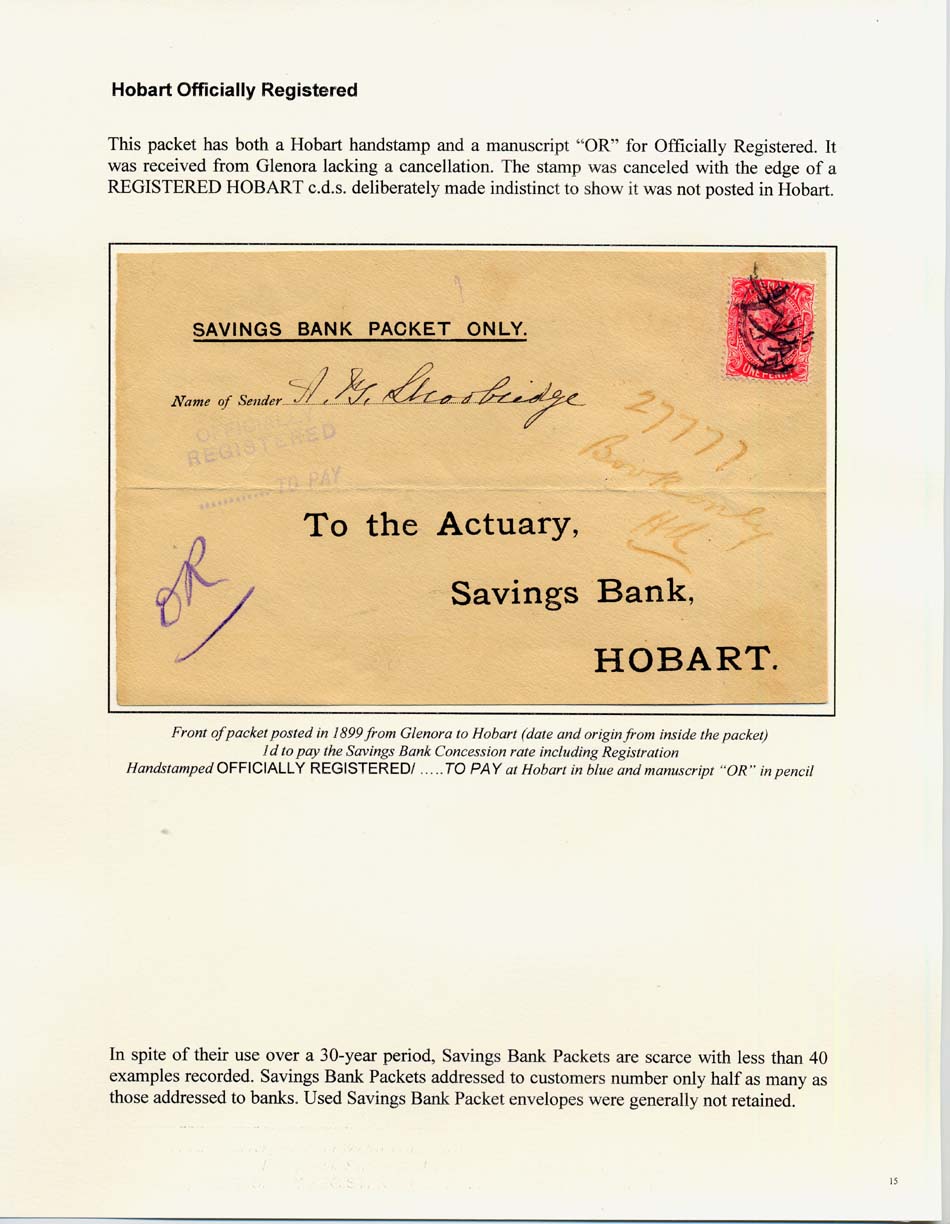 Hobart Officially Registered
This packet has both a Hobart handstamp and a manuscript “OR” for Officially Registered. It
was received from Glenora lacking a cancellation. The stamp was canceled with the edge of a
REGISTERED HOBART c.d.s. deliberately made indistinct to show it was not posted in Hobart.
SAVINGS BANK PACKET ONLY.
Name of Sender A. G. Shoobridge
OFFICIALLY
REGISTERED
............ TO PAY
27777
Book only
OR
To the Actuary,
Savings Bank,
HOBART.
ONE PENNY
Front of packet posted in 1899 from Glenora to Hobart (date and origin from inside the packet)
1d to pay the Savings Bank Concession rate including Registration
Handstamped OFFICIALLY REGISTERED/ .....TO PAY at Hobart in blue and manuscript “OR” in pencil
In spite of their use over a 30-year period, Savings Bank Packets are scarce with less than 40
examples recorded. Savings Bank Packets addressed to customers number only half as many as
those addressed to banks. Used Savings Bank Packet envelopes were generally not retained.
15